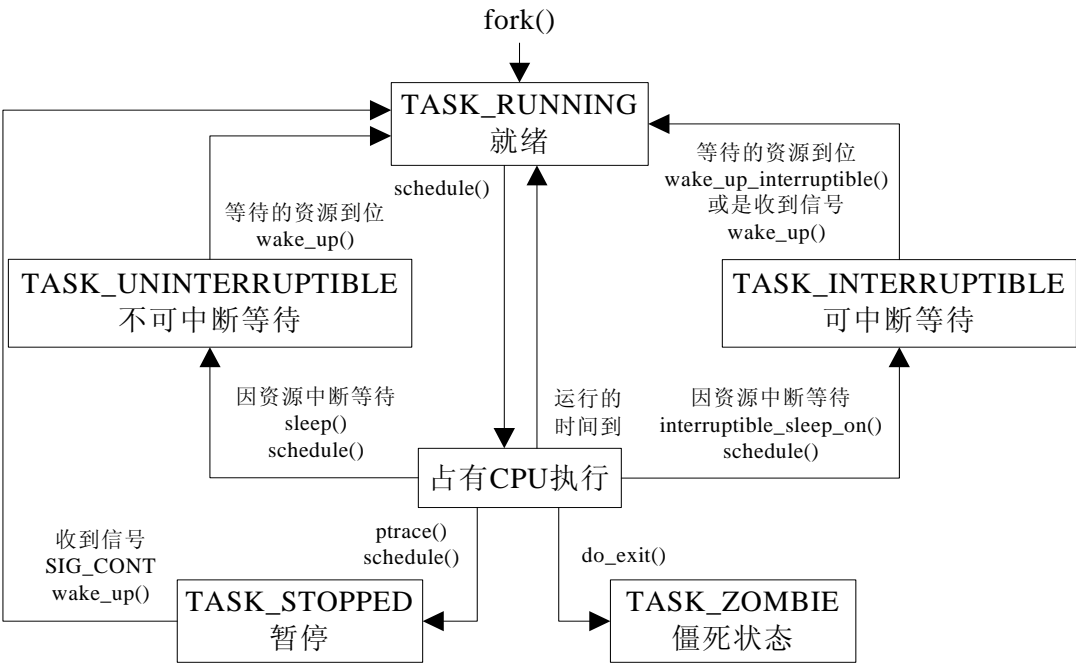 fork()
TASK_RUNNING
就绪
schedule()
等待的资源到位
wake_up_interruptible()
或是收到信号
wake_up()
等待的资源到位
wake_up()
TASK_UNINTERRUPTIBLE
不可中断等待
TASK_INTERRUPTIBLE
可中断等待
因资源中断等待
sleep()
schedule()
运行的
时间到
因资源中断等待
interruptible_sleep_on()
schedule()
占有CPU执行
收到信号
SIG_CONT
wake_up()
ptrace()
schedule()
do_exit()
TASK_STOPPED
暂停
TASK_ZOMBIE
僵死状态